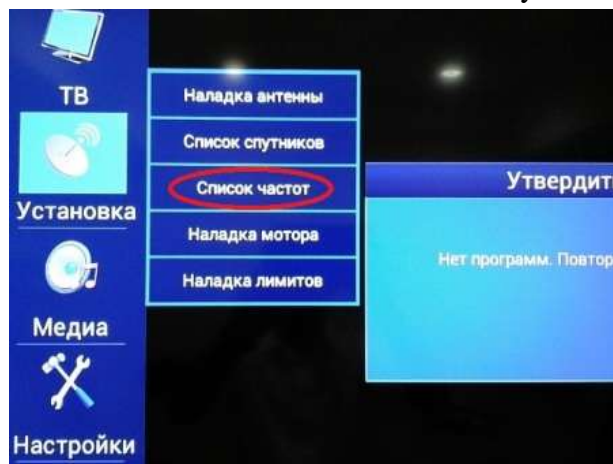 ТВ
Установка
Медиа
Настройки
Наладка антенны
Список спутников
Список частот
Наладка мотора
Наладка лимитов
Утвердит
Нет программ. Повтор